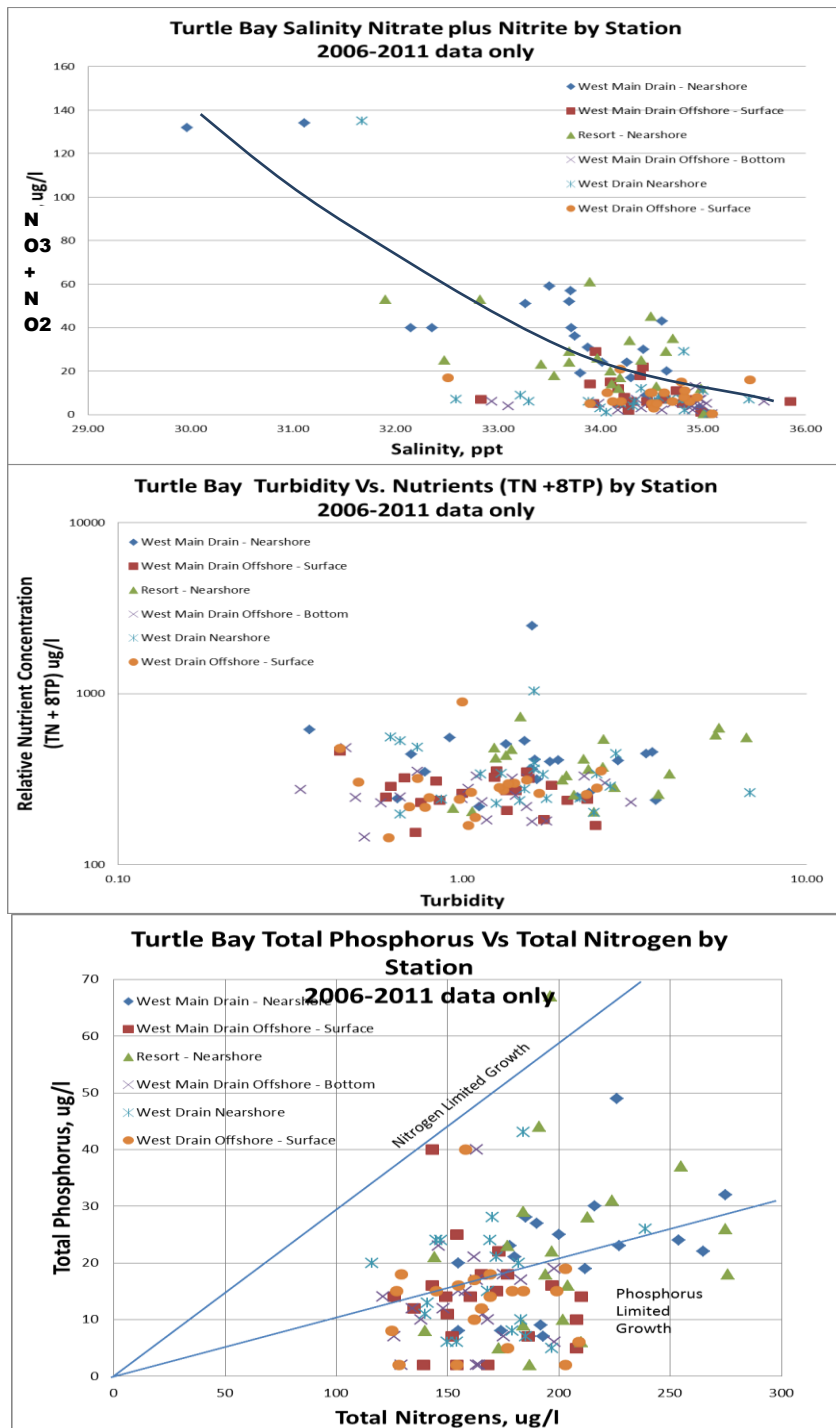 Turtle Bay Salinity Nitrate plus Nitrite by Station
2006-2011 data only
160
140
120
100
80
60
40
20
0
, ug/l
N
O3
+
N
O2
West Main Drain - Nearshore
West Main Drain Offshore - Surface
Resort - Nearshore
West Main Drain Offshore - Bottom
West Drain Nearshore
West Drain Offshore - Surface
29.00 30.00 31.00 32.00 33.00 34.00 35.00 36.00
Salinity, ppt
Turtle Bay Turbidity Vs. Nutrients (TN +8TP) by Station
2006-2011 data only
10000
1000
100
Relative Nutrient Concentration
(TN + 8TP) ug/l
West Main Drain - Nearshore
West Main Drain Offshore - Surface
Resort - Nearshore
West Main Drain Offshore - Bottom
West Drain Nearshore
West Drain Offshore - Surface
0.10 1.00 10.00
Turbidity
Turtle Bay Total Phosphorus Vs Total Nitrogen by
Station
2006-2011 data only
70
60
50
40
30
20
10
0
Total Phosphorus, ug/l
West Main Drain - Nearshore
West Main Drain Offshore - Surface
Resort - Nearshore
West Main Drain Offshore - Bottom
West Drain Nearshore
West Drain Offshore - Surface
Nitrogen Limited Growth
Phosphorus
Limited
Growth
0 50 100 150 200 250 300
Total Nitrogens, ug/l